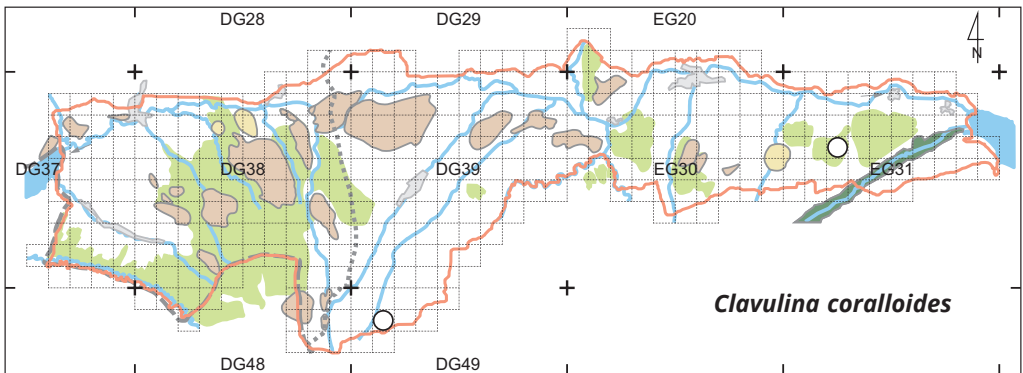 DG28 DG29 EG20
N
DG37 DG38 DG39 EG30 EG31
Clavulina coralloides
DG48 DG49